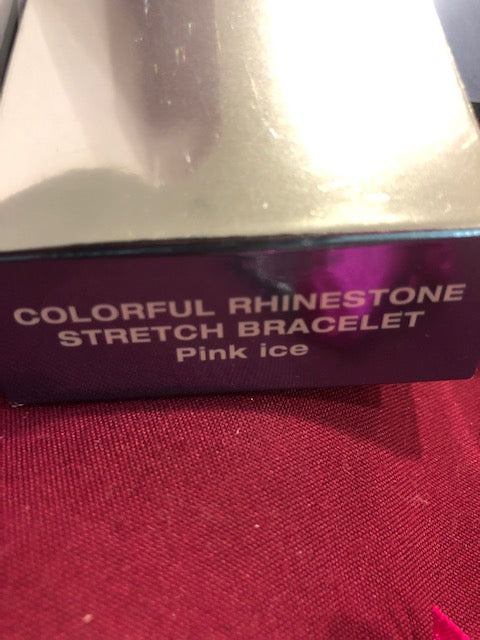 COLORFUL RHINESTONE
STRETCH BRACELET
Pink ice